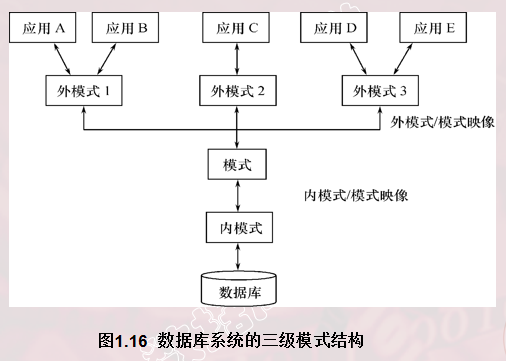 应用 A
应用 B
应用 C
应用 D
应用 E
外模式 1
外模式 2
外模式 3
外模式/模式映像
模式
内模式/模式映像
内模式
数据库
图1.16 数据库系统的三级模式结构